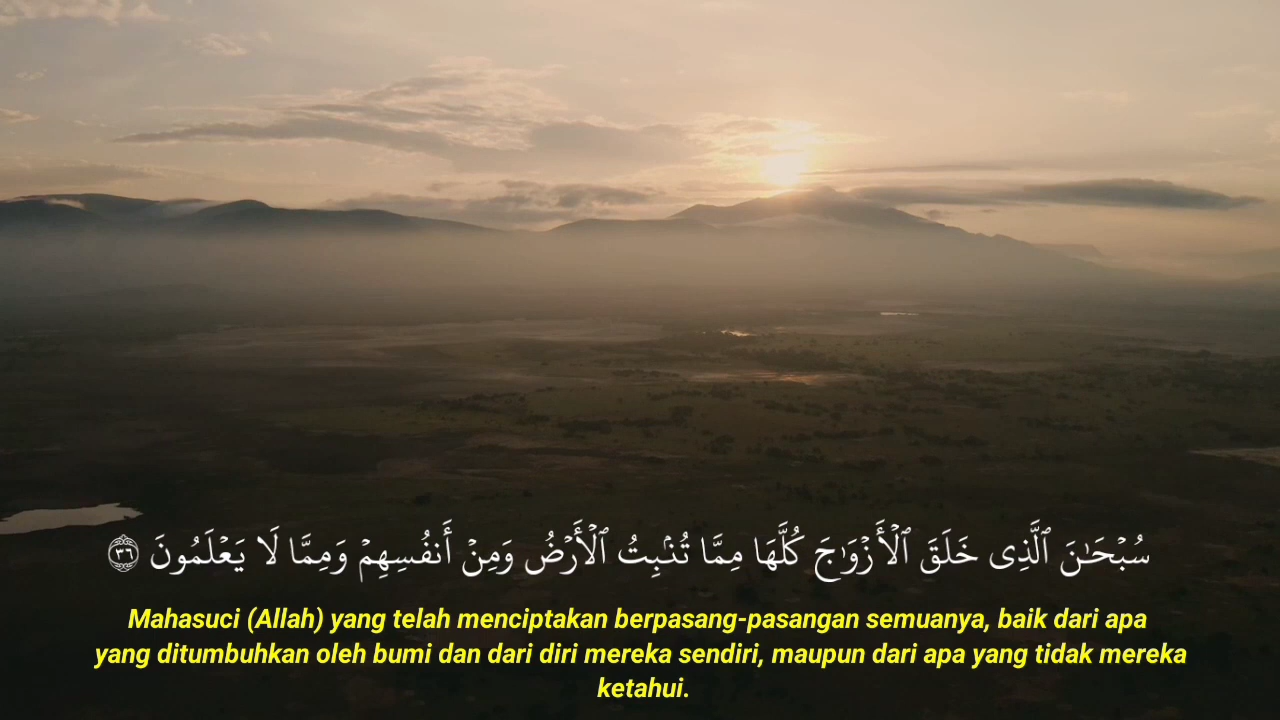 سُبْحَـٰنَ ٱلَّذِى خَلَقَ ٱلْأَزْوَٰجَ كُلَّهَا مِمَّا تُنۢبِتُ ٱلْأَرْضُ وَمِنْ أَنفُسِهِمْ وَمِمَّا لَا يَعْلَمُونَ ٣٦
Mahasuci (Allah) yang telah menciptakan berpasang-pasangan semuanya, baik dari apa
yang ditumbuhkan oleh bumi dan dari diri mereka sendiri, maupun dari apa yang tidak mereka
ketahui.